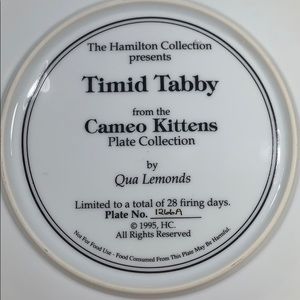 The Hamilton Collection
presents
Timid Tabby
from the
Cameo Kittens
Plate Collection
by
Qua Lemonds
Limited to a total of 28 firing days.
Plate No. 1266A
© 1995, HC.
All Rights Reserved
Not For Food Use - Food Consumed From This Plate May Be Harmful.